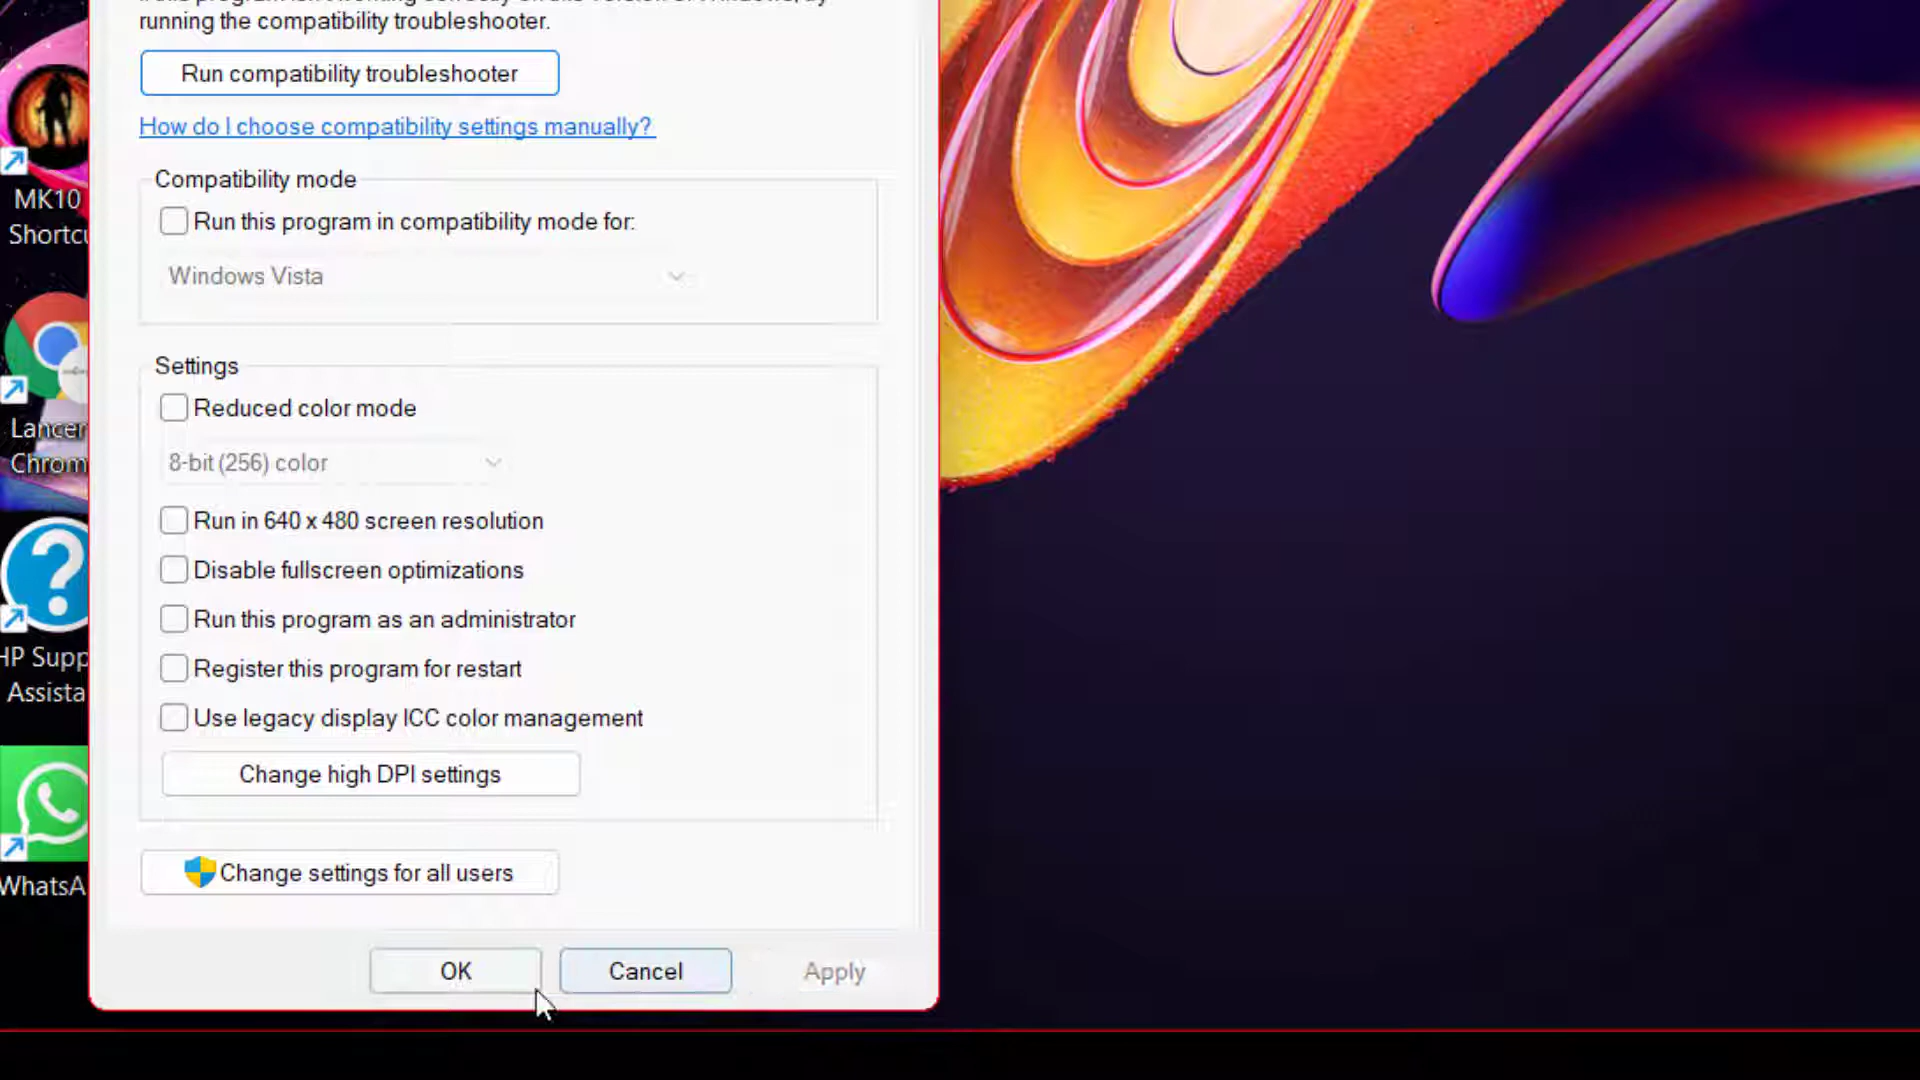 running the compatibility troubleshooter.
Run compatibility troubleshooter
How do I choose compatibility settings manually?
Compatibility mode
Run this program in compatibility mode for:
Windows Vista
Settings
Reduced color mode
8-bit (256) color
Run in 640 x 480 screen resolution
Disable fullscreen optimizations
Run this program as an administrator
Register this program for restart
Use legacy display ICC color management
Change high DPI settings
Change settings for all users
OK
Cancel
Apply
MK10
Shortcu
Lancer
Chrom
HP Supp
Assista
WhatsA